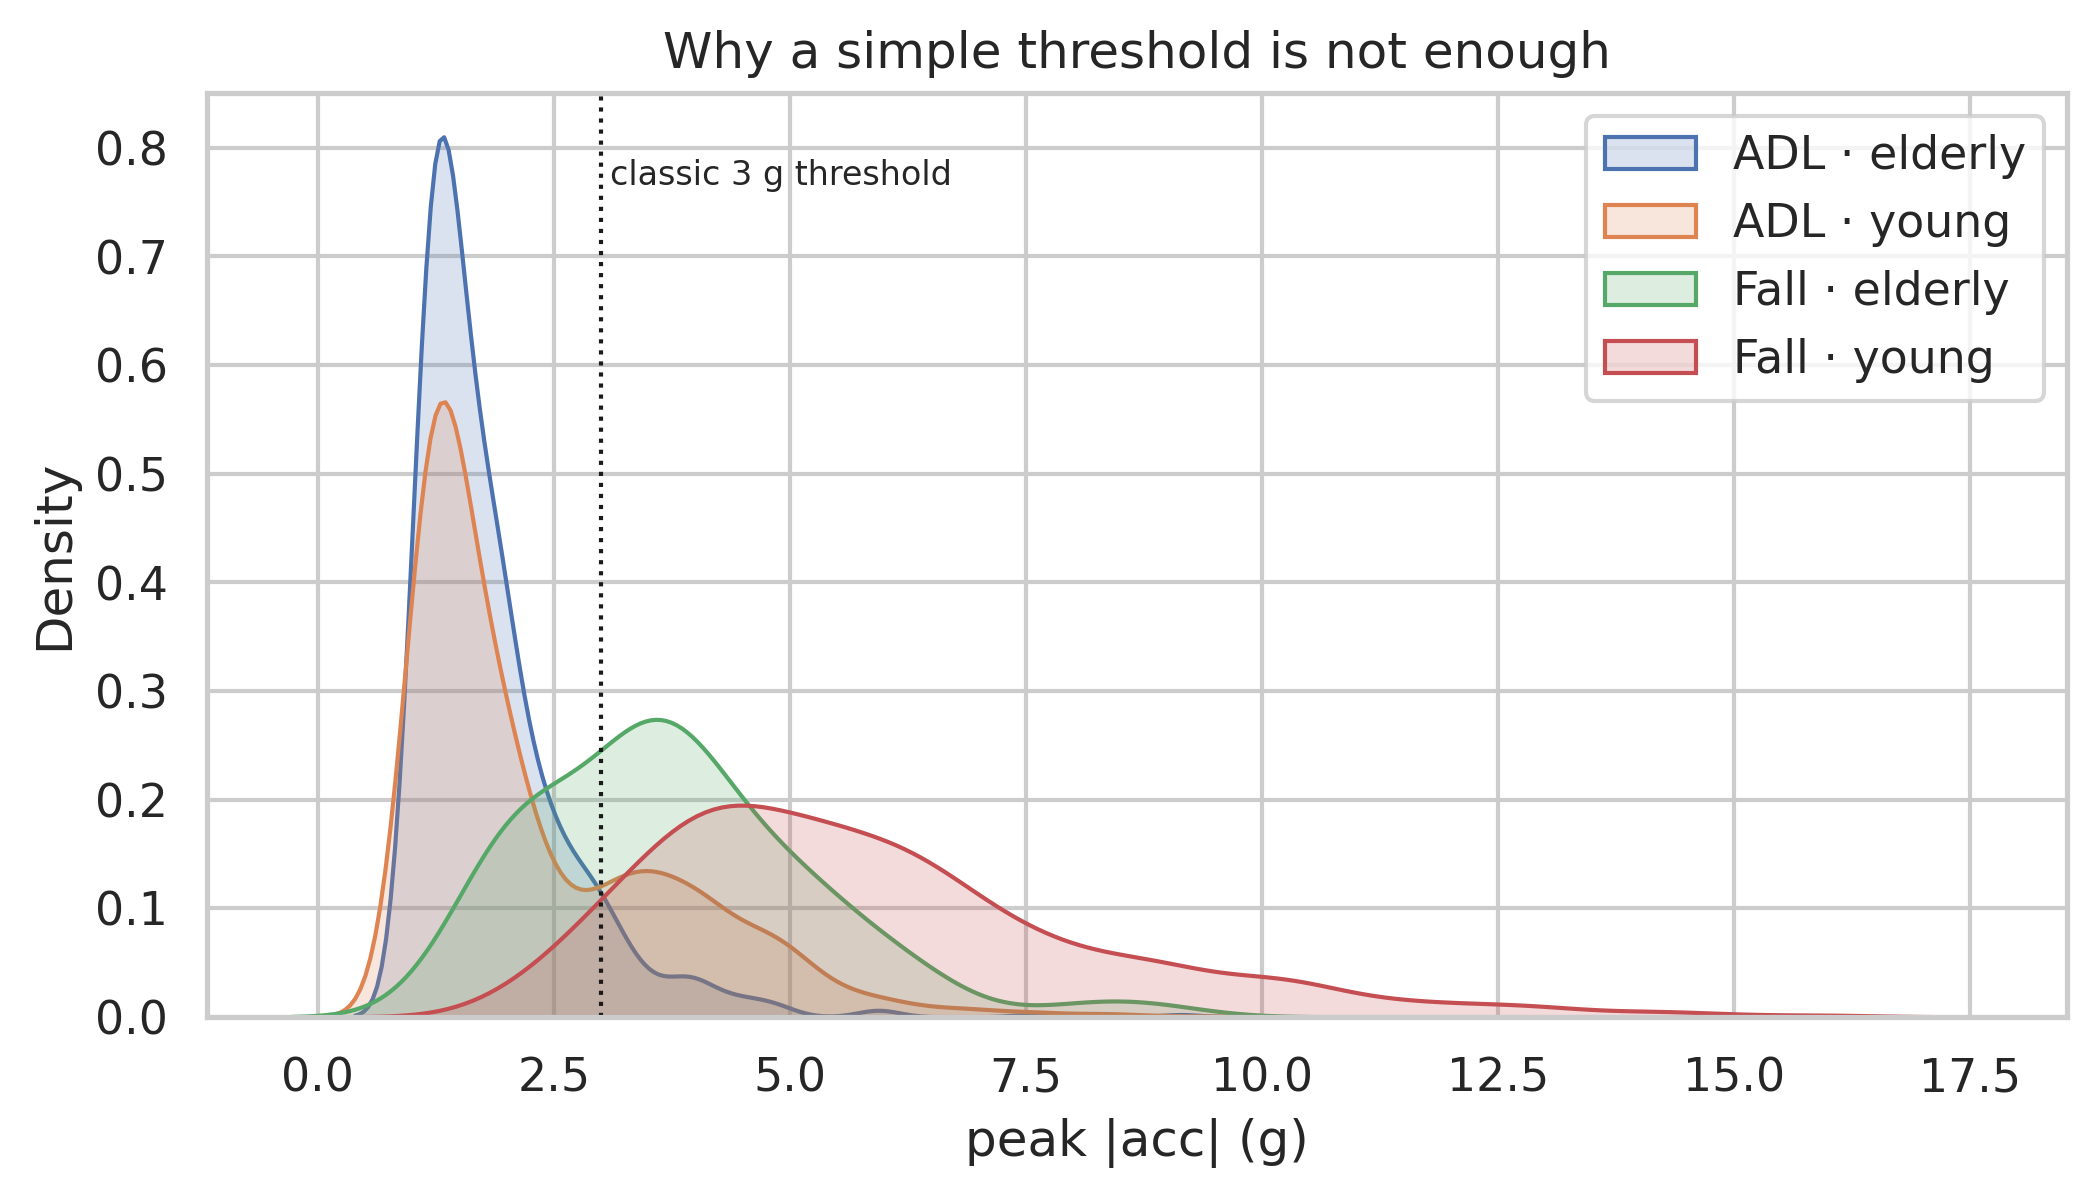 Why a simple threshold is not enough
classic 3 g threshold
ADL · elderly
ADL · young
Fall · elderly
Fall · young
Density
0.8
0.7
0.6
0.5
0.4
0.3
0.2
0.1
0.0
0.0 2.5 5.0 7.5 10.0 12.5 15.0 17.5
peak |acc| (g)